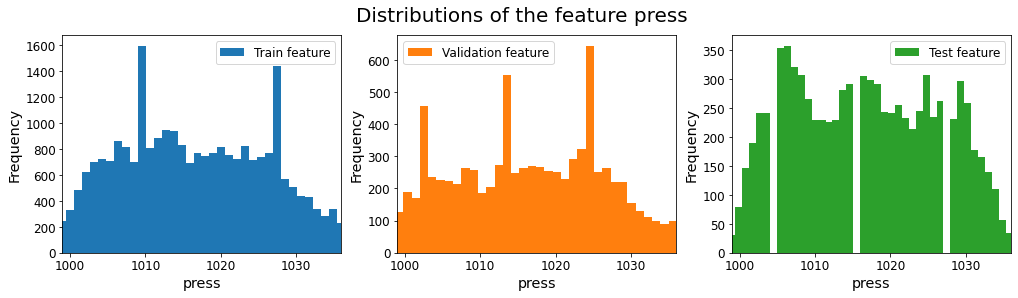 Distributions of the feature press
Train feature
Frequency
1600
1400
1200
1000
800
600
400
200
0
1000 1010 1020 1030
press
Validation feature
Frequency
600
500
400
300
200
100
0
1000 1010 1020 1030
press
Test feature
Frequency
350
300
250
200
150
100
50
0
1000 1010 1020 1030
press